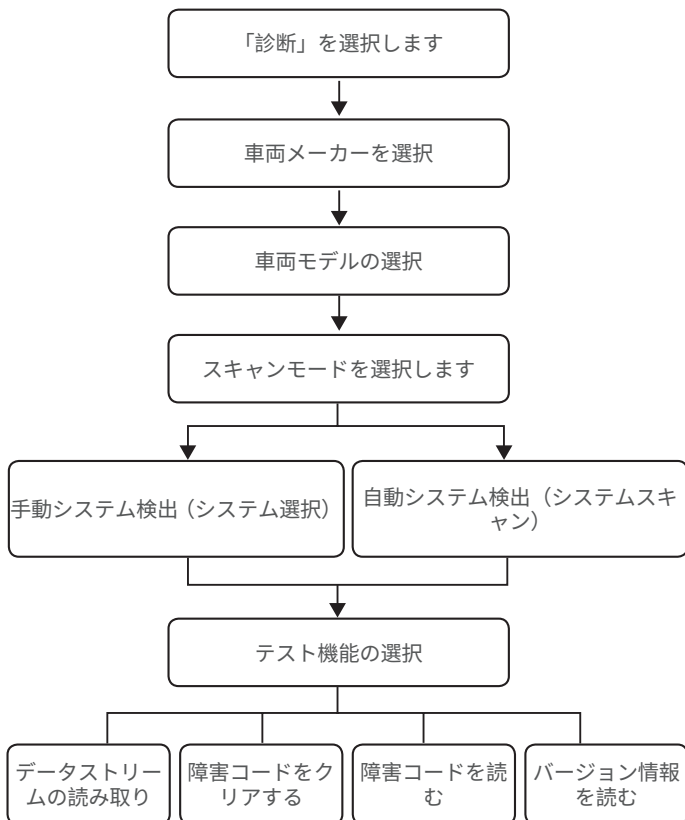 「診断」を選択します
車両メーカーを選択
車両モデルの選択
スキャンモードを選択します
手動システム検出（システム選択）
自動システム検出（システムスキ
ャン）
テスト機能の選択
データストリー
ムの読み取り
障害コードをク
リアする
障害コードを読
む
バージョン情報
を読む